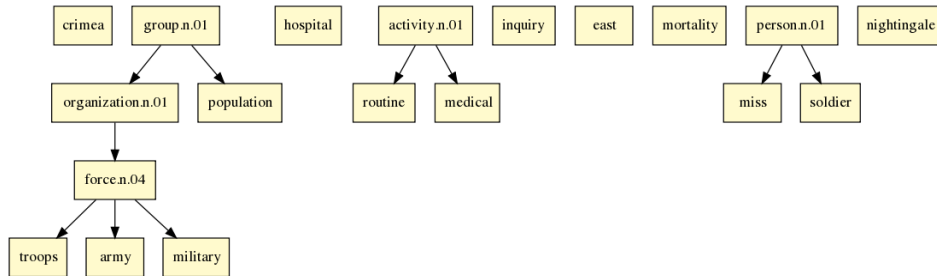 crimea group.n.01 hospital activity.n.01 inquiry east mortality person.n.01 nightingale
organization.n.01 population routine medical miss soldier
force.n.04
troops army military